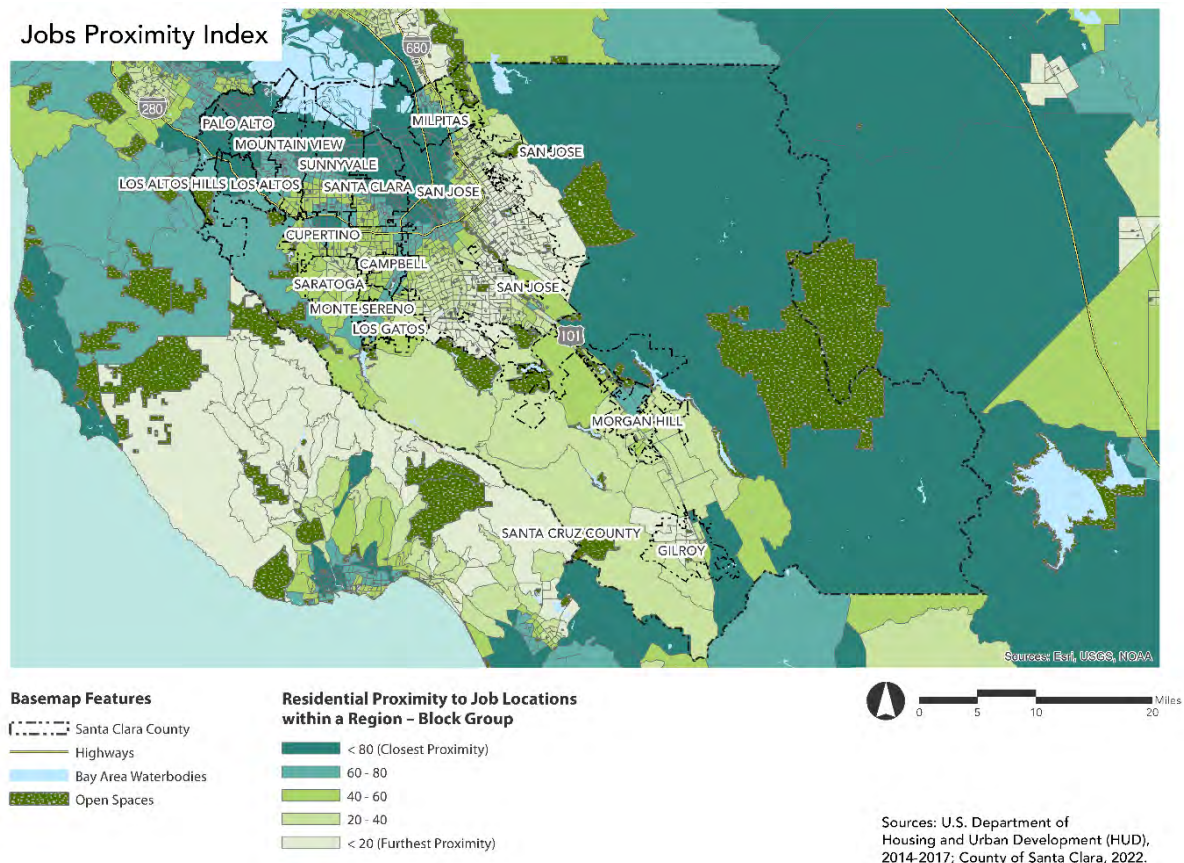 Jobs Proximity Index
680
280
PALO ALTO
MILPITAS
MOUNTAIN VIEW
SAN JOSE
SUNNYVALE
LOS ALTOS HILLS
LOS ALTOS
SANTA CLARA
SAN JOSE
CUPERTINO
CAMPBELL
SARATOGA
SAN JOSE
MONTE SERENO
LOS GATOS
101
MORGAN HILL
SANTA CRUZ COUNTY
GILROY
Sources: Esri, USGS, NOAA
Basemap Features
Santa Clara County
Highways
Bay Area Waterbodies
Open Spaces
Residential Proximity to Job Locations
within a Region – Block Group
< 80 (Closest Proximity)
60 - 80
40 - 60
20 - 40
< 20 (Furthest Proximity)
Miles
0 5 10 20
Sources: U.S. Department of
Housing and Urban Development (HUD),
2014-2017; County of Santa Clara, 2022.